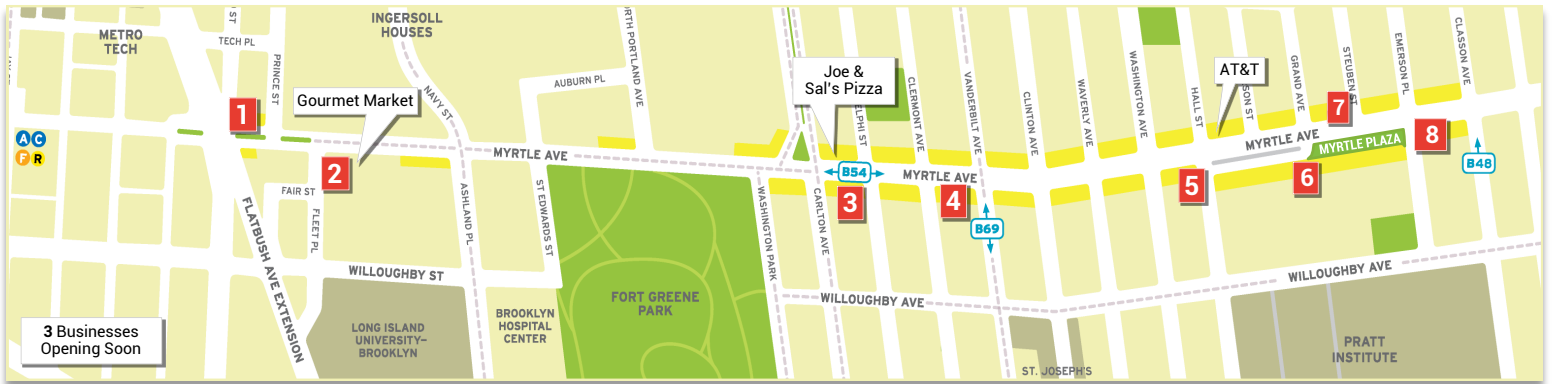 METRO
TECH
ST
TECH PL
PRINCE ST
INGERSOLL
HOUSES
NAVY ST
AUBURN PL
RTH PORTLAND AVE
Gourmet Market
Joe &
Sal's Pizza
AT&T
ELPHI ST
CLERMONT AVE
VANDERBILT AVE
CLINTON AVE
WAVERLY AVE
WASHINGTON AVE
HALL ST
SON ST
GRAND AVE
STEUBEN ST
EMERSON PL
CLASSON AVE
1
2
3
4
5
6
7
8
A C
F R
MYRTLE AVE
MYRTLE AVE
MYRTLE AVE
MYRTLE PLAZA
B54
B69
B48
FAIR ST
FLEET PL
FLATBUSH AVE EXTENSION
ASHLAND PL
ST EDWARDS ST
WASHINGTON PARK
CARLTON AVE
WILLOUGHBY ST
WILLOUGHBY AVE
WILLOUGHBY AVE
FORT GREENE
PARK
LONG ISLAND
UNIVERSITY–
BROOKLYN
BROOKLYN
HOSPITAL
CENTER
ST. JOSEPH'S
PRATT
INSTITUTE
3 Businesses
Opening Soon